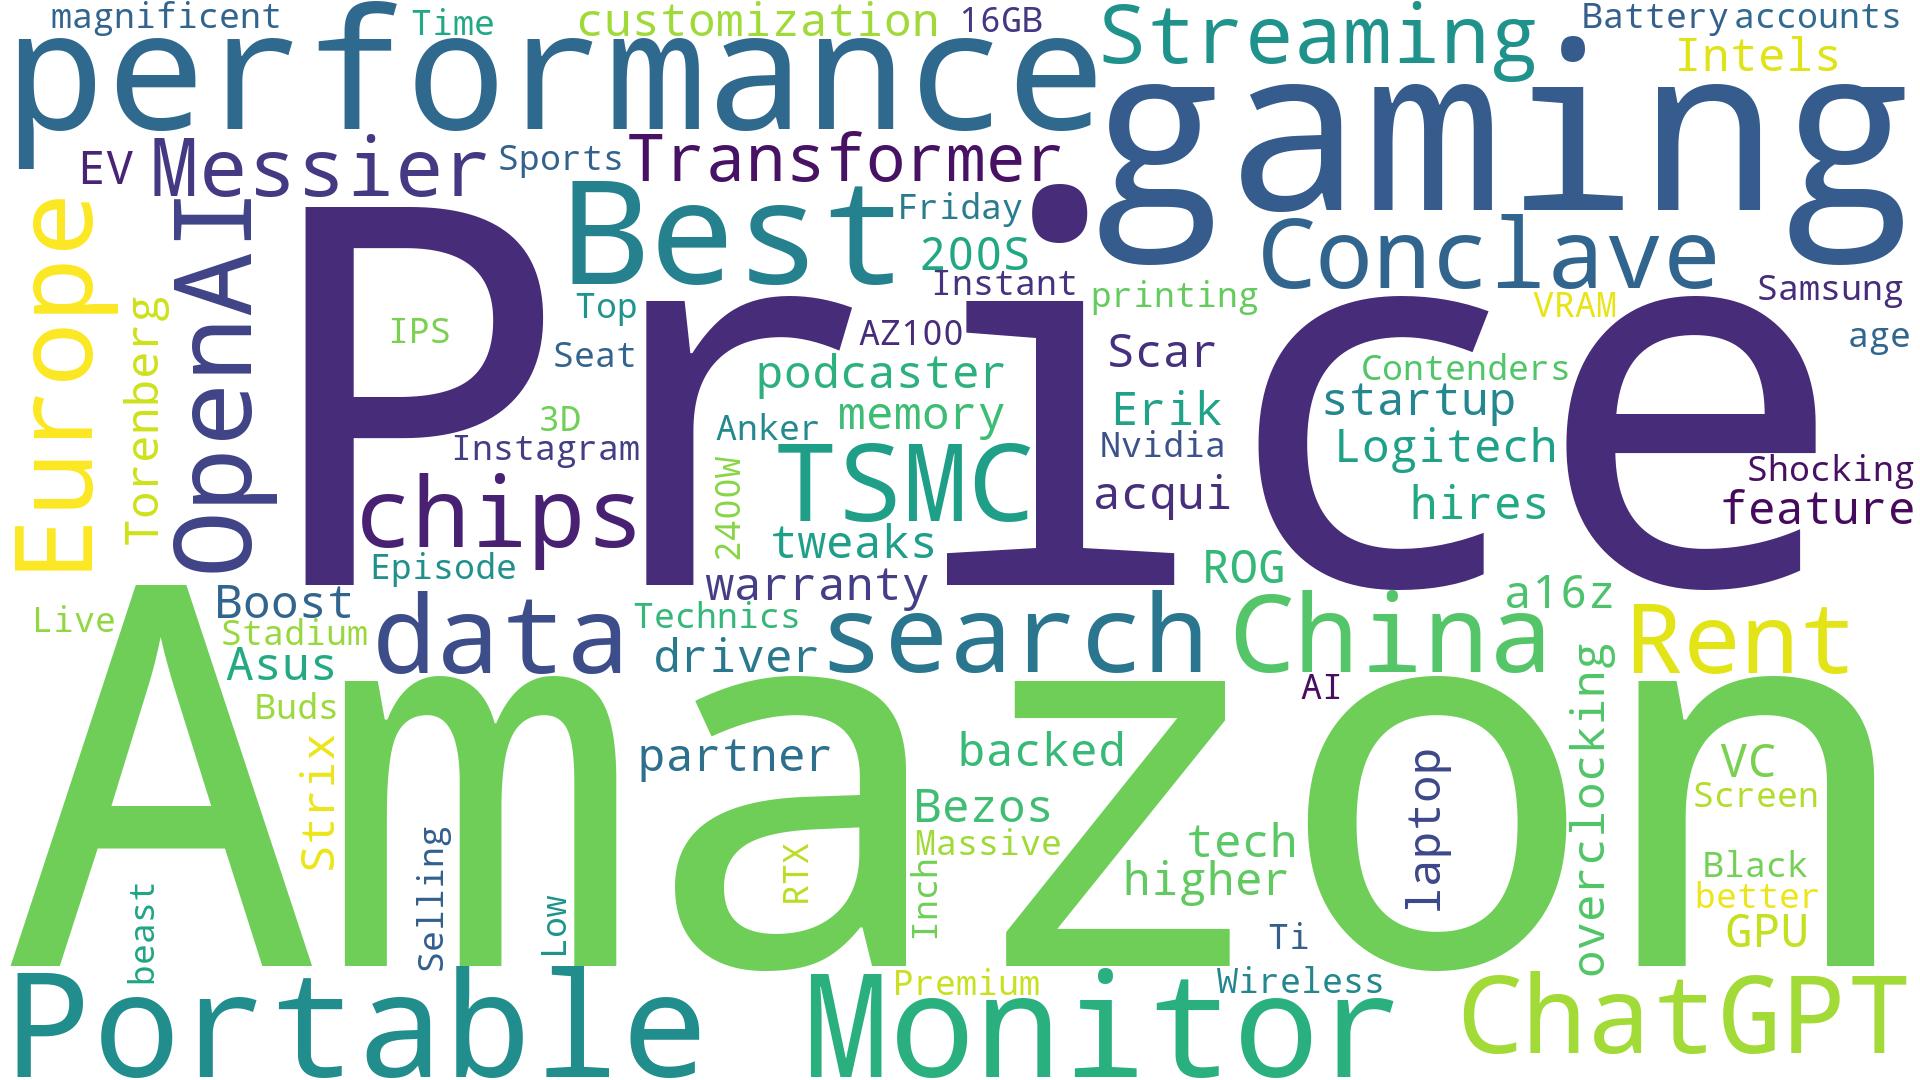 magnificent
Time
customization
16GB
Streaming
Battery
accounts
performance
gaming
Intels
EV
Messier
Sports
Transformer
Best
Friday
200S
Conclave
Europe
OpenAI
Torenberg
Price
Instant
printing
VRAM
Samsung
age
Top
IPS
Seat
AZ100
Scar
podcaster
Contenders
startup
3D
Instagram
Anker
memory
Erik
Nvidia
Logitech
Shocking
feature
chips
2400W
TSMC
acqui
hires
tweaks
Episode
warranty
ROG
a16z
Live
Boost
Stadium
Asus
data
Technics
driver
search
China
Rent
AI
overclocking
Amazon
Buds
Strix
partner
backed
laptop
VC
Screen
Bezos
Massive
tech
higher
Selling
RTX
Inch
Black
better
GPU
beast
Low
Ti
Premium
Wireless
Portable
Monitor
ChatGPT